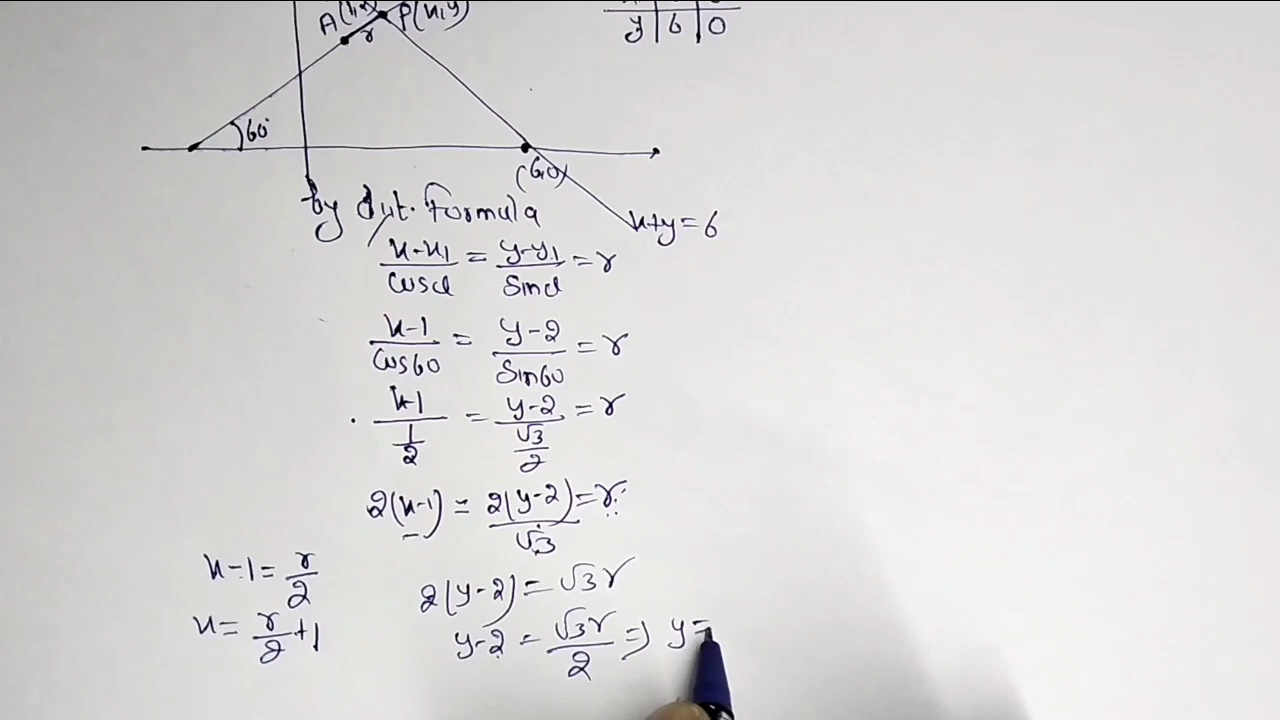 P(x,y)
y | 6 | 0
r
60°
(6,0)
by dist. Formula
x+y=6
x-x1/cosα = y-y1/sinα = r
x-1/cos60 = y-2/sin60 = r
x-1/(1/2) = y-2/(√3/2) = r
2(x-1) = 2(y-2)/√3 = r
x-1 = r/2
x = r/2 + 1
2(y-2) = √3r
y-2 = √3r/2 ⇒ y=